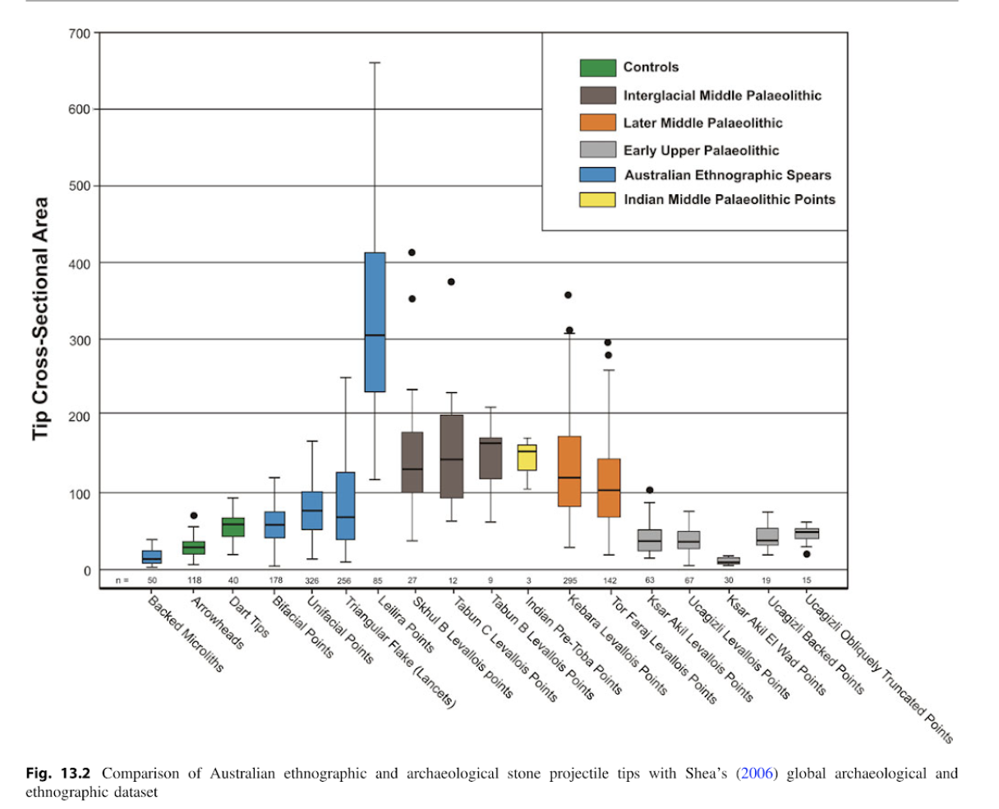 700
600
500
400
300
200
100
0
Tip Cross-Sectional Area
Controls
Interglacial Middle Palaeolithic
Later Middle Palaeolithic
Early Upper Palaeolithic
Australian Ethnographic Spears
Indian Middle Palaeolithic Points
n = 50 118 40 178 326 256 85 27 12 9 3 295 142 63 67 30 19 15
Backed Microliths
Arrowheads
Dart Tips
Bifacial Points
Unifacial Points
Triangular Flake (Lancets)
Leilira Points
Skhul B Levallois points
Tabun C Levallois Points
Tabun B Levallois Points
Indian Pre-Toba Points
Kebara Levallois Points
Tor Faraj Levallois Points
Ksar Akil Levallois Points
Ucagizli Levallois Points
Ksar Akil El Wad Points
Ucagizli Backed Points
Ucagizli Obliquely Truncated Points
Fig. 13.2 Comparison of Australian ethnographic and archaeological stone projectile tips with Shea's (2006) global archaeological and
ethnographic dataset